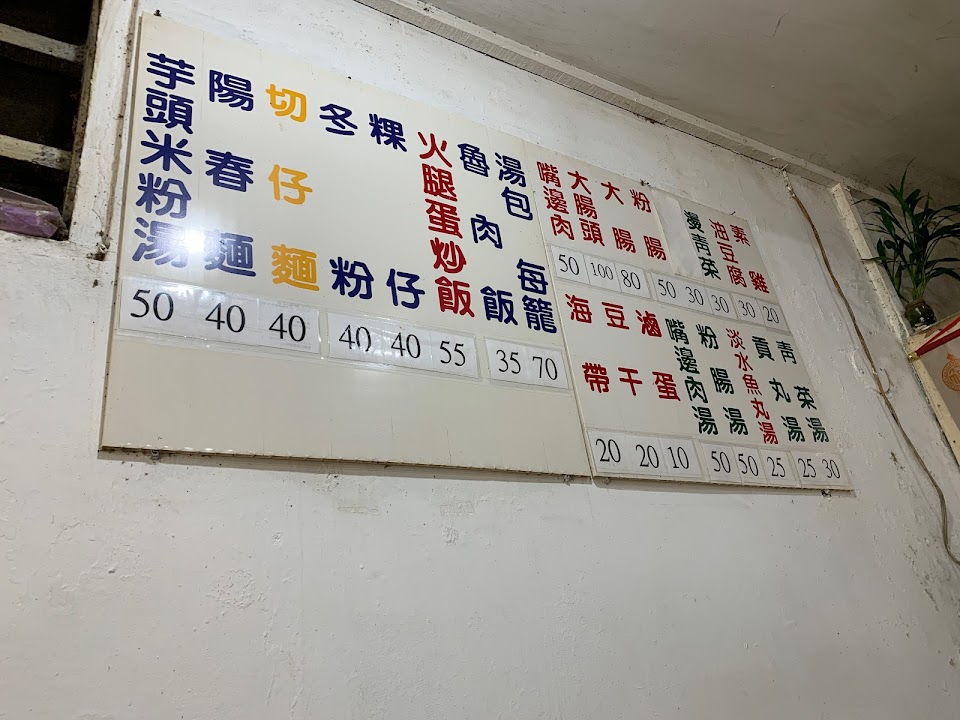 芋頭米粉湯
陽春麵
切仔麵
冬粉
粿仔
火腿蛋炒飯
魯肉飯
湯包每籠
50 40 40 40 40 55 35 70
嘴邊肉
大陽頭
大陽
粉陽
燙青菜
油豆腐
素雞
50 100 80 50 30 30 30 20
海帶
豆干
滷蛋
嘴邊肉湯
粉陽湯
淡水魚丸湯
貢丸湯
青菜湯
20 20 10 50 50 25 25 30